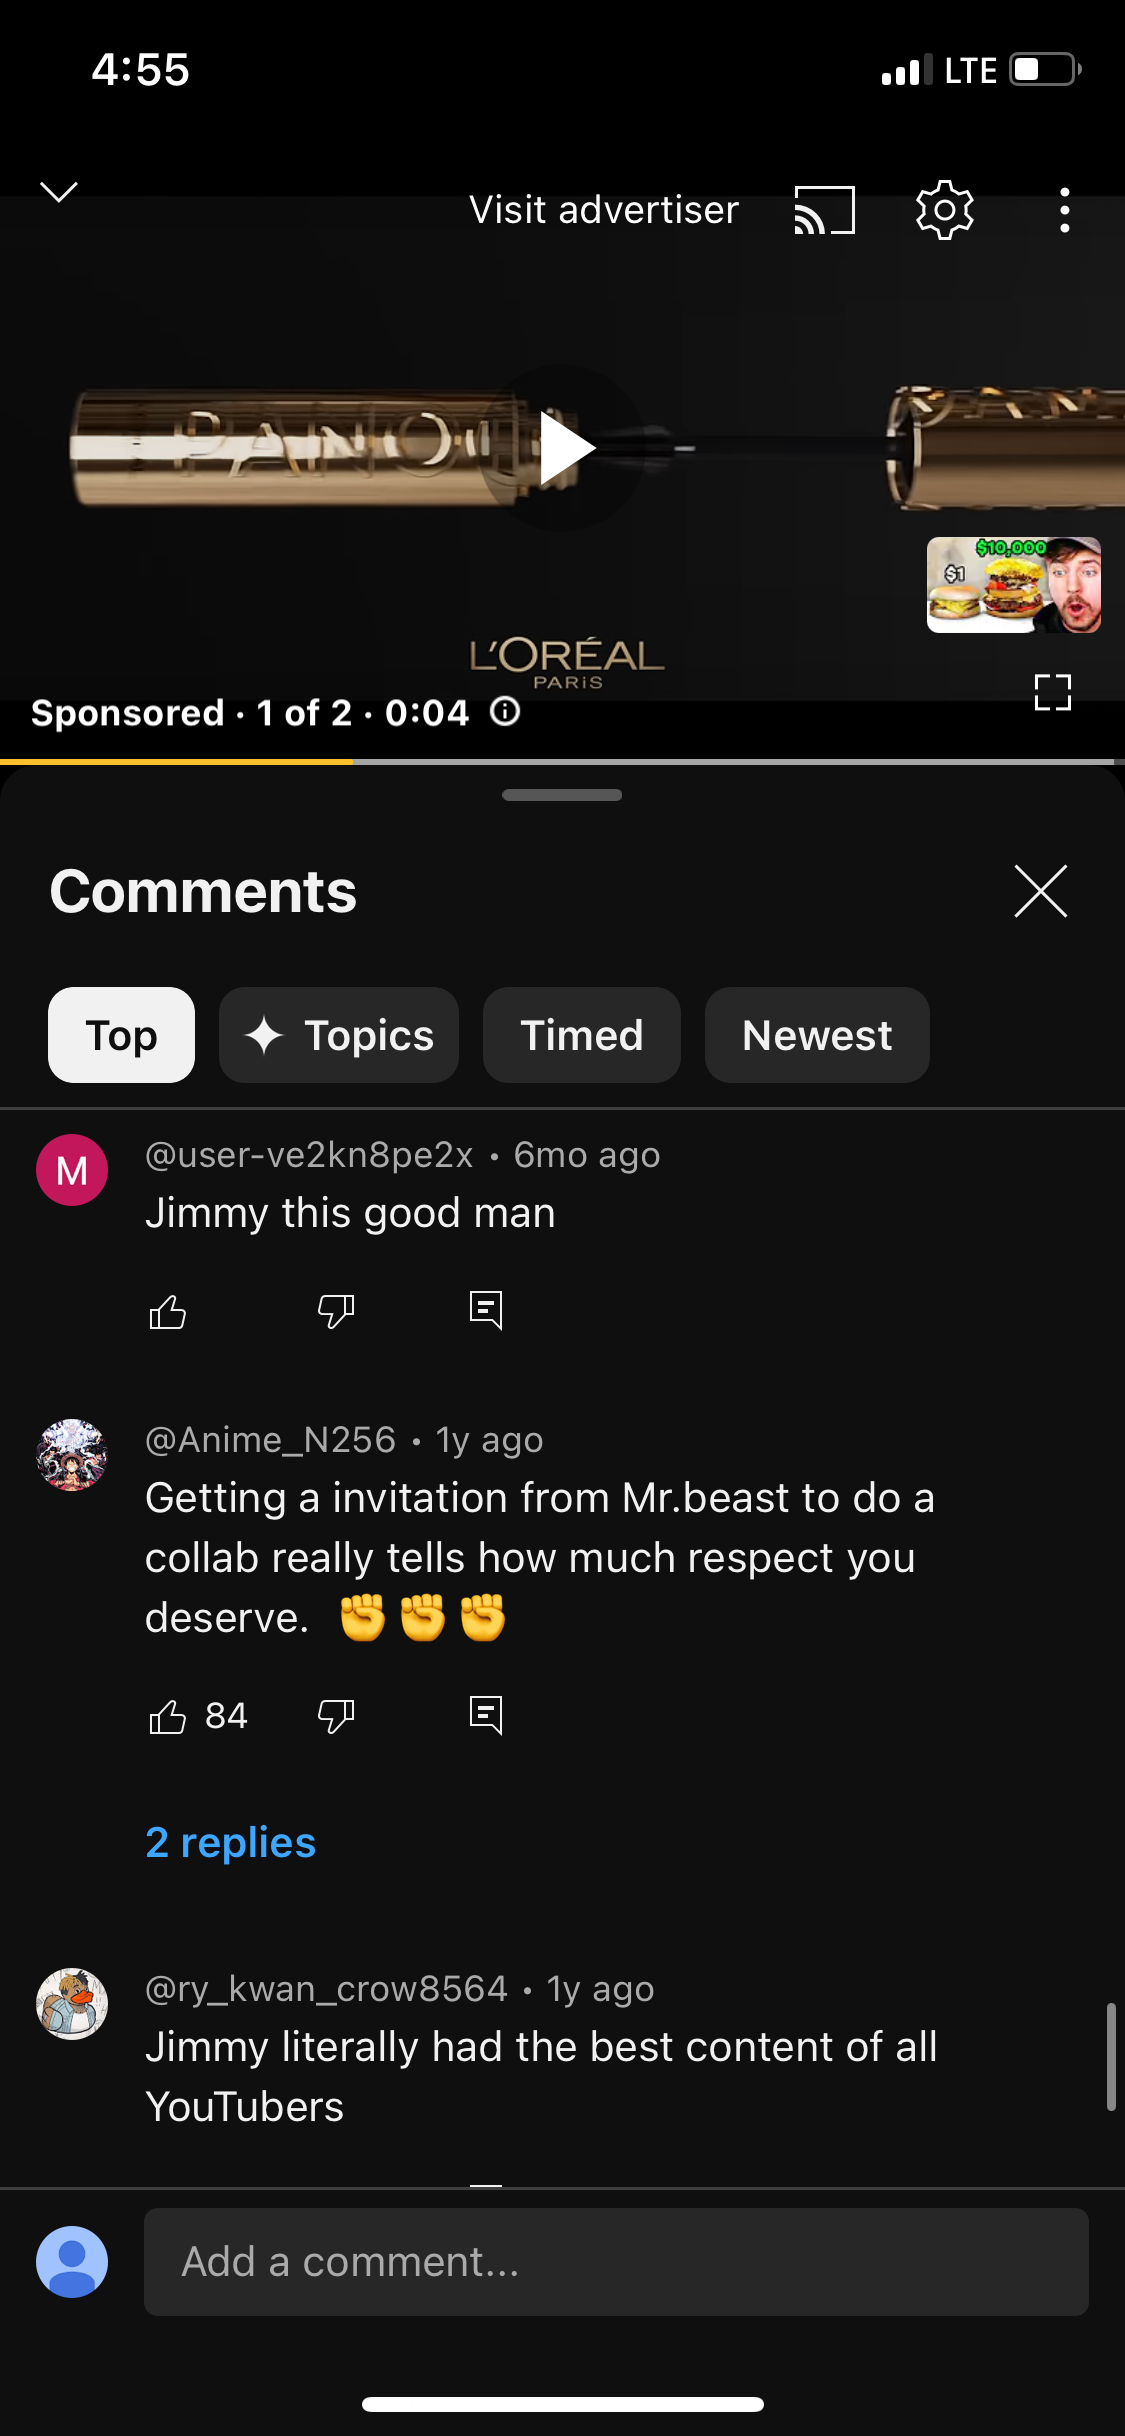 4:55
LTE
Visit advertiser
PANO
PAN
$10,000
$1
L'ORÉAL
PARIS
Sponsored · 1 of 2 · 0:04
Comments
Top
Topics
Timed
Newest
M
@user-ve2kn8pe2x · 6mo ago
Jimmy this good man
@Anime_N256 · 1y ago
Getting a invitation from Mr.beast to do a
collab really tells how much respect you
deserve. ✊✊✊
84
2 replies
@ry_kwan_crow8564 · 1y ago
Jimmy literally had the best content of all
YouTubers
Add a comment...